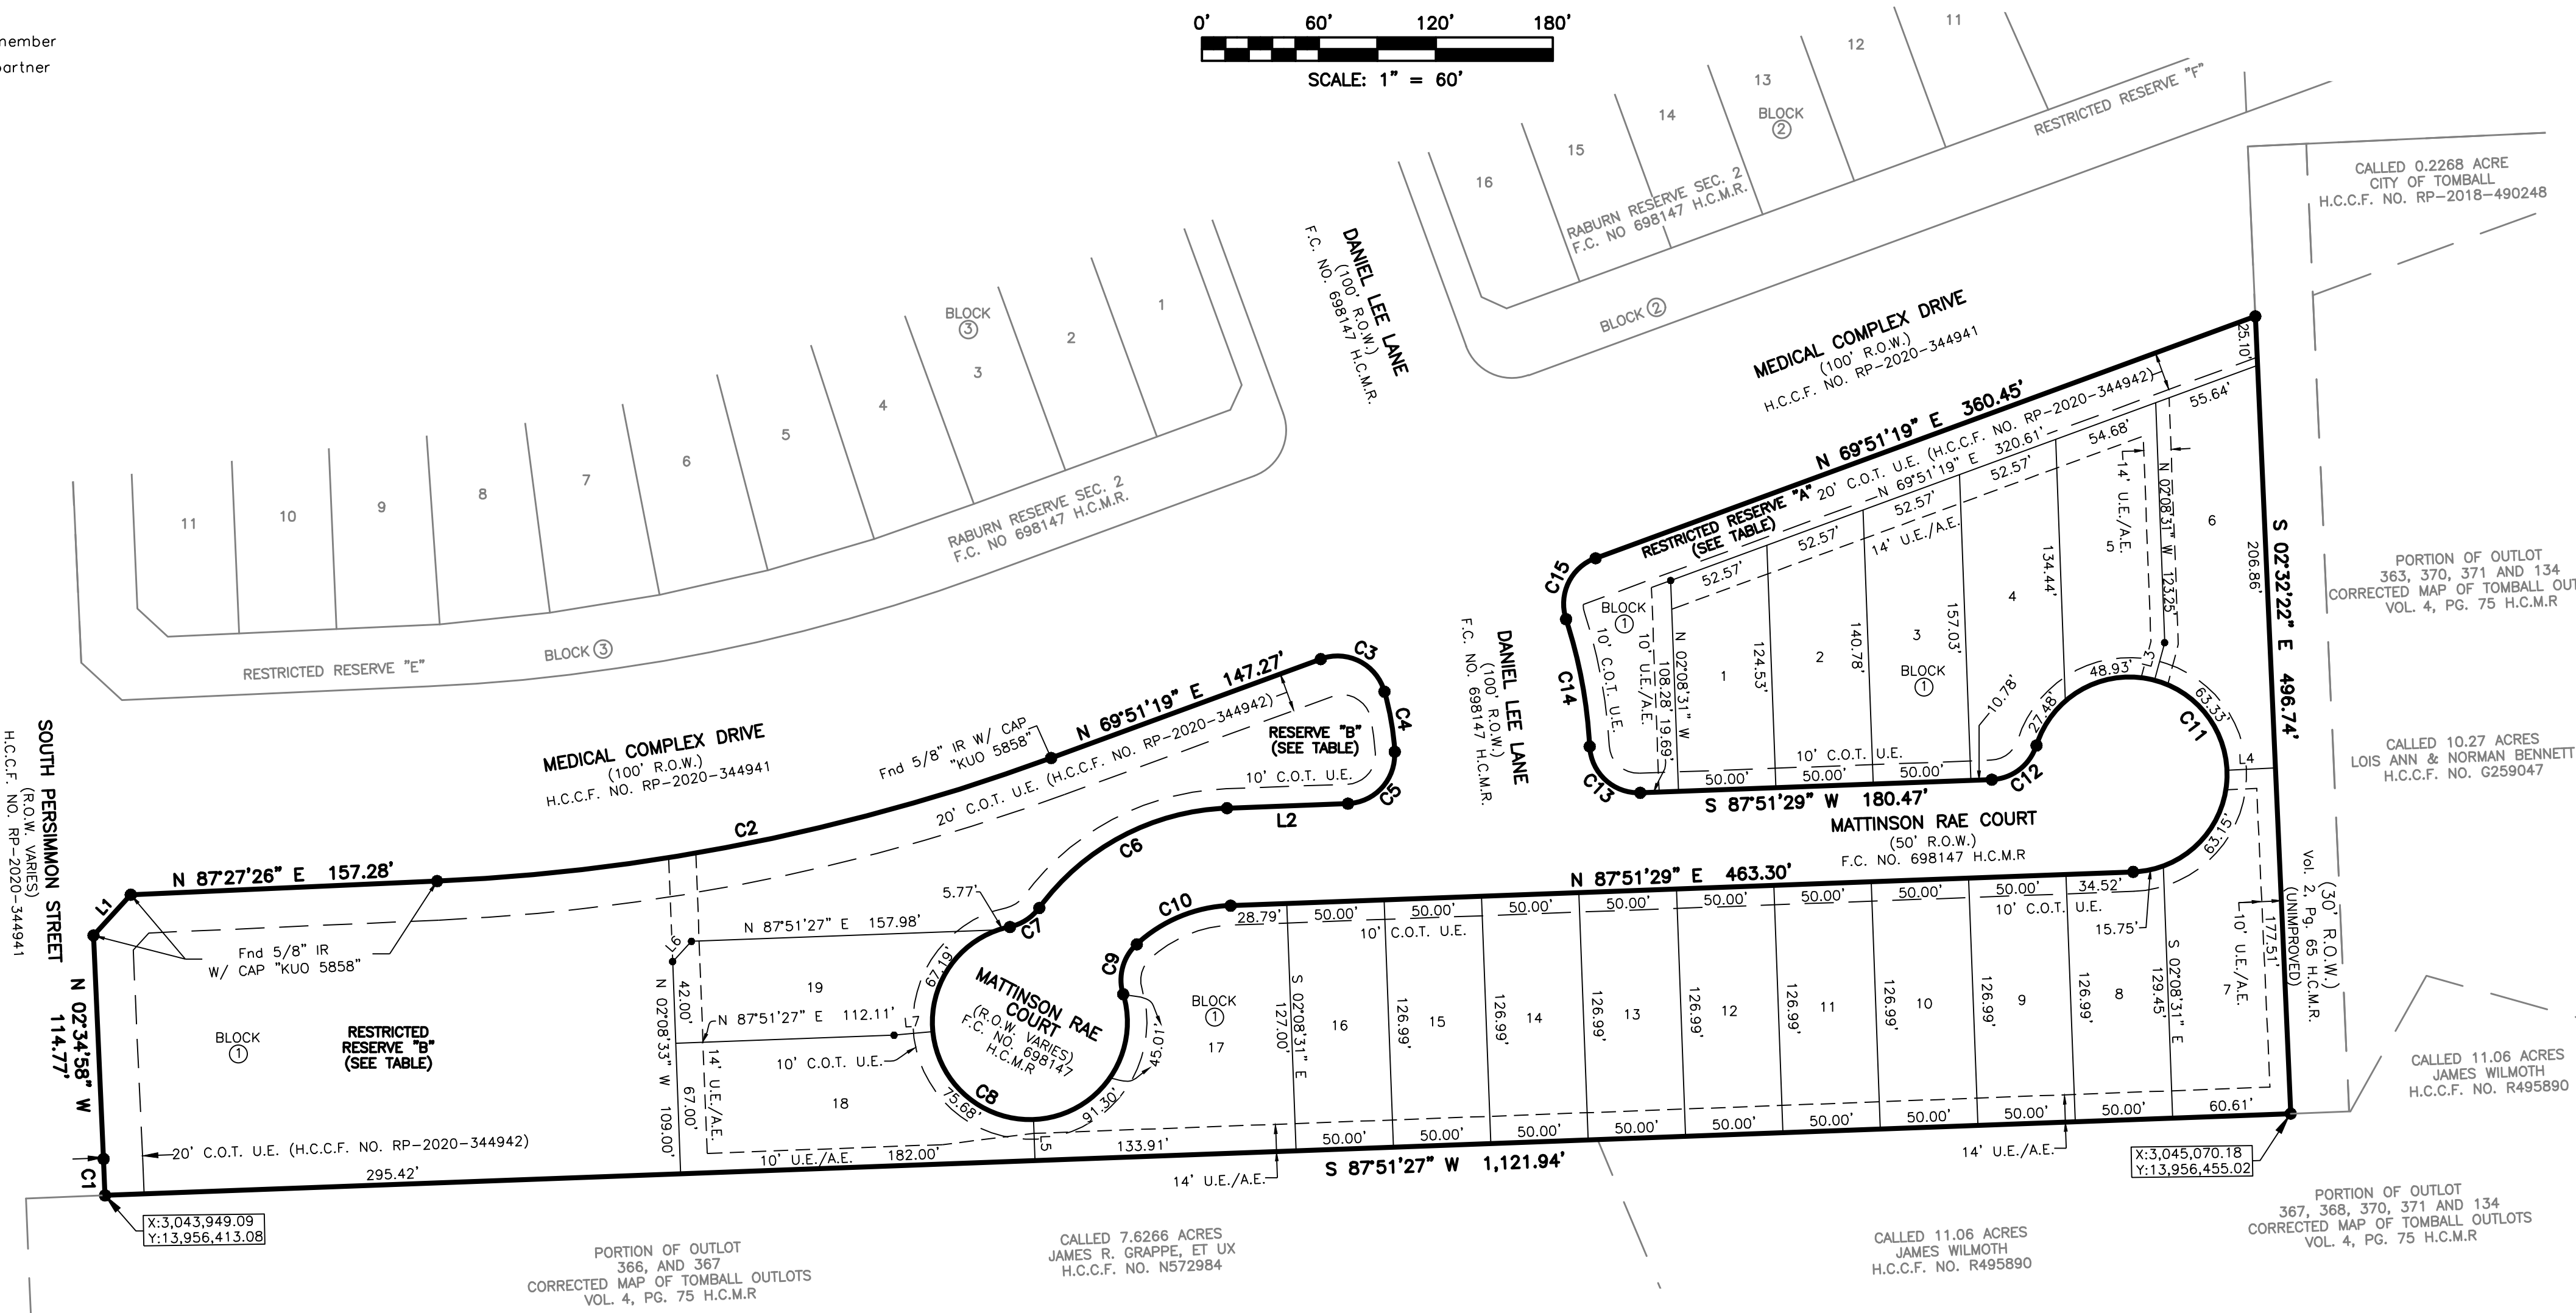 member
partner
0' 60' 120' 180'
SCALE: 1" = 60'
11
12
13
BLOCK
2
14
15
16
RABURN RESERVE SEC. 2
F.C. NO 698147 H.C.M.R.
RESTRICTED RESERVE "F"
BLOCK 2
CALLED 0.2268 ACRE
CITY OF TOMBALL
H.C.C.F. NO. RP-2018-490248
DANIEL LEE LANE
(100' R.O.W.)
F.C. NO. 698147 H.C.M.R.
BLOCK
3
1
2
3
4
5
6
7
8
9
10
11
RABURN RESERVE SEC. 2
F.C. NO 698147 H.C.M.R.
RESTRICTED RESERVE "E"
BLOCK 3
MEDICAL COMPLEX DRIVE
(100' R.O.W.)
H.C.C.F. NO. RP-2020-344941
N 69°51'19" E 360.45'
20' C.O.T. U.E. (H.C.C.F. NO. RP-2020-344942)
N 69°51'19" E 320.61'
RESTRICTED RESERVE "A"
(SEE TABLE)
25.10'
55.64'
54.68'
52.57'
52.57'
52.57'
52.57'
14' U.E./A.E.
14' U.E./A.E.
N 02°08'31" W 123.25'
206.86'
S 02°32'22" E 496.74'
C15
C14
C13
BLOCK
1
10' C.O.T. U.E.
10' U.E./A.E.
108.28' 19.69'
N 02°08'31" W
1
124.53'
2
140.78'
3
BLOCK
1
157.03'
4
134.44'
5
6
10.78'
27.48'
48.93'
L3
63.33'
C11
L4
63.15'
C12
10' C.O.T. U.E.
50.00' 50.00' 50.00'
S 87°51'29" W 180.47'
MATTINSON RAE COURT
(50' R.O.W.)
F.C. NO. 698147 H.C.M.R
DANIEL LEE LANE
(100' R.O.W.)
F.C. NO. 698147 H.C.M.R.
PORTION OF OUTLOT
363, 370, 371 AND 134
CORRECTED MAP OF TOMBALL OUT
VOL. 4, PG. 75 H.C.M.R
CALLED 10.27 ACRES
LOIS ANN & NORMAN BENNETT
H.C.C.F. NO. G259047
(30' R.O.W.)
Vol. 2, Pg. 65 H.C.M.R.
(UNIMPROVED)
SOUTH PERSIMMON STREET
(R.O.W. VARIES)
H.C.C.F. NO. RP-2020-344941
MEDICAL COMPLEX DRIVE
(100' R.O.W.)
H.C.C.F. NO. RP-2020-344941
Fnd 5/8" IR W/ CAP
"KUO 5858"
N 69°51'19" E 147.27'
20' C.O.T. U.E. (H.C.C.F. NO. RP-2020-344942)
RESERVE "B"
(SEE TABLE)
10' C.O.T. U.E.
C3
C4
C5
L2
C6
C7
C2
N 87°27'26" E 157.28'
L1
Fnd 5/8" IR
W/ CAP "KUO 5858"
N 02°34'58" W
114.77'
C1
BLOCK
1
RESTRICTED
RESERVE "B"
(SEE TABLE)
20' C.O.T. U.E. (H.C.C.F. NO. RP-2020-344942)
295.42'
X:3,043,949.09
Y:13,956,413.08
L6
5.77'
N 87°51'27" E 157.98'
67.19'
19
42.00'
N 87°51'27" E 112.11'
L7
10' C.O.T. U.E.
18
N 02°08'33" W 109.00'
67.00'
14' U.E./A.E.
10' U.E./A.E.
182.00'
75.68'
C8
91.30'
L5
MATTINSON RAE
COURT
(R.O.W. VARIES)
F.C. NO. 698147
H.C.M.R
C9
C10
45.01'
BLOCK
1
17
133.91'
14' U.E./A.E.
N 87°51'29" E 463.30'
28.79' 50.00' 50.00' 50.00' 50.00' 50.00' 50.00' 50.00' 50.00' 34.52'
10' C.O.T. U.E.
10' C.O.T. U.E.
15.75'
S 02°08'31" E
127.00'
16
126.99'
15
126.99'
14
126.99'
13
126.99'
12
126.99'
11
126.99'
10
126.99'
9
126.99'
8
129.45'
S 02°08'31" E
7
10' U.E./A.E.
177.51'
50.00' 50.00' 50.00' 50.00' 50.00' 50.00' 50.00' 50.00' 50.00' 60.61'
14' U.E./A.E.
S 87°51'27" W 1,121.94'
X:3,045,070.18
Y:13,956,455.02
CALLED 11.06 ACRES
JAMES WILMOTH
H.C.C.F. NO. R495890
PORTION OF OUTLOT
366, AND 367
CORRECTED MAP OF TOMBALL OUTLOTS
VOL. 4, PG. 75 H.C.M.R
CALLED 7.6266 ACRES
JAMES R. GRAPPE, ET UX
H.C.C.F. NO. N572984
CALLED 11.06 ACRES
JAMES WILMOTH
H.C.C.F. NO. R495890
PORTION OF OUTLOT
367, 368, 370, 371 AND 134
CORRECTED MAP OF TOMBALL OUTLOTS
VOL. 4, PG. 75 H.C.M.R